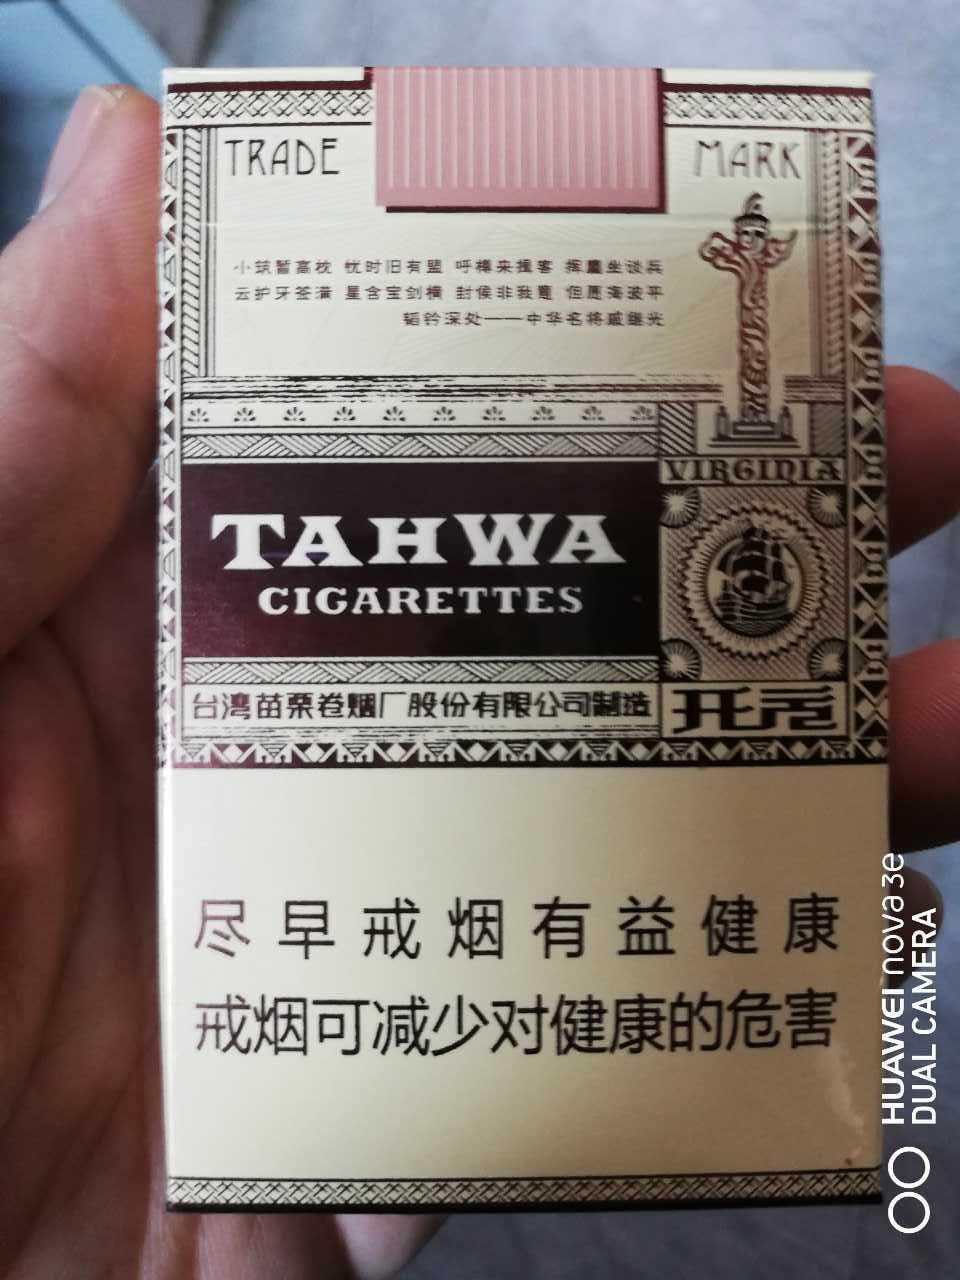 TRADE MARK
小筑暂高枕 忧时旧有盟 呼樽来揖客 挥麈坐谈兵
云护牙签满 星含宝剑横 封侯非我意 但愿海波平
韬钤深处——中华名将戚继光
VIRGINIA
TAHWA
CIGARETTES
台湾苗栗卷烟厂股份有限公司制造
开元
尽早戒烟有益健康
戒烟可减少对健康的危害
HUAWEI nova 3e
DUAL CAMERA